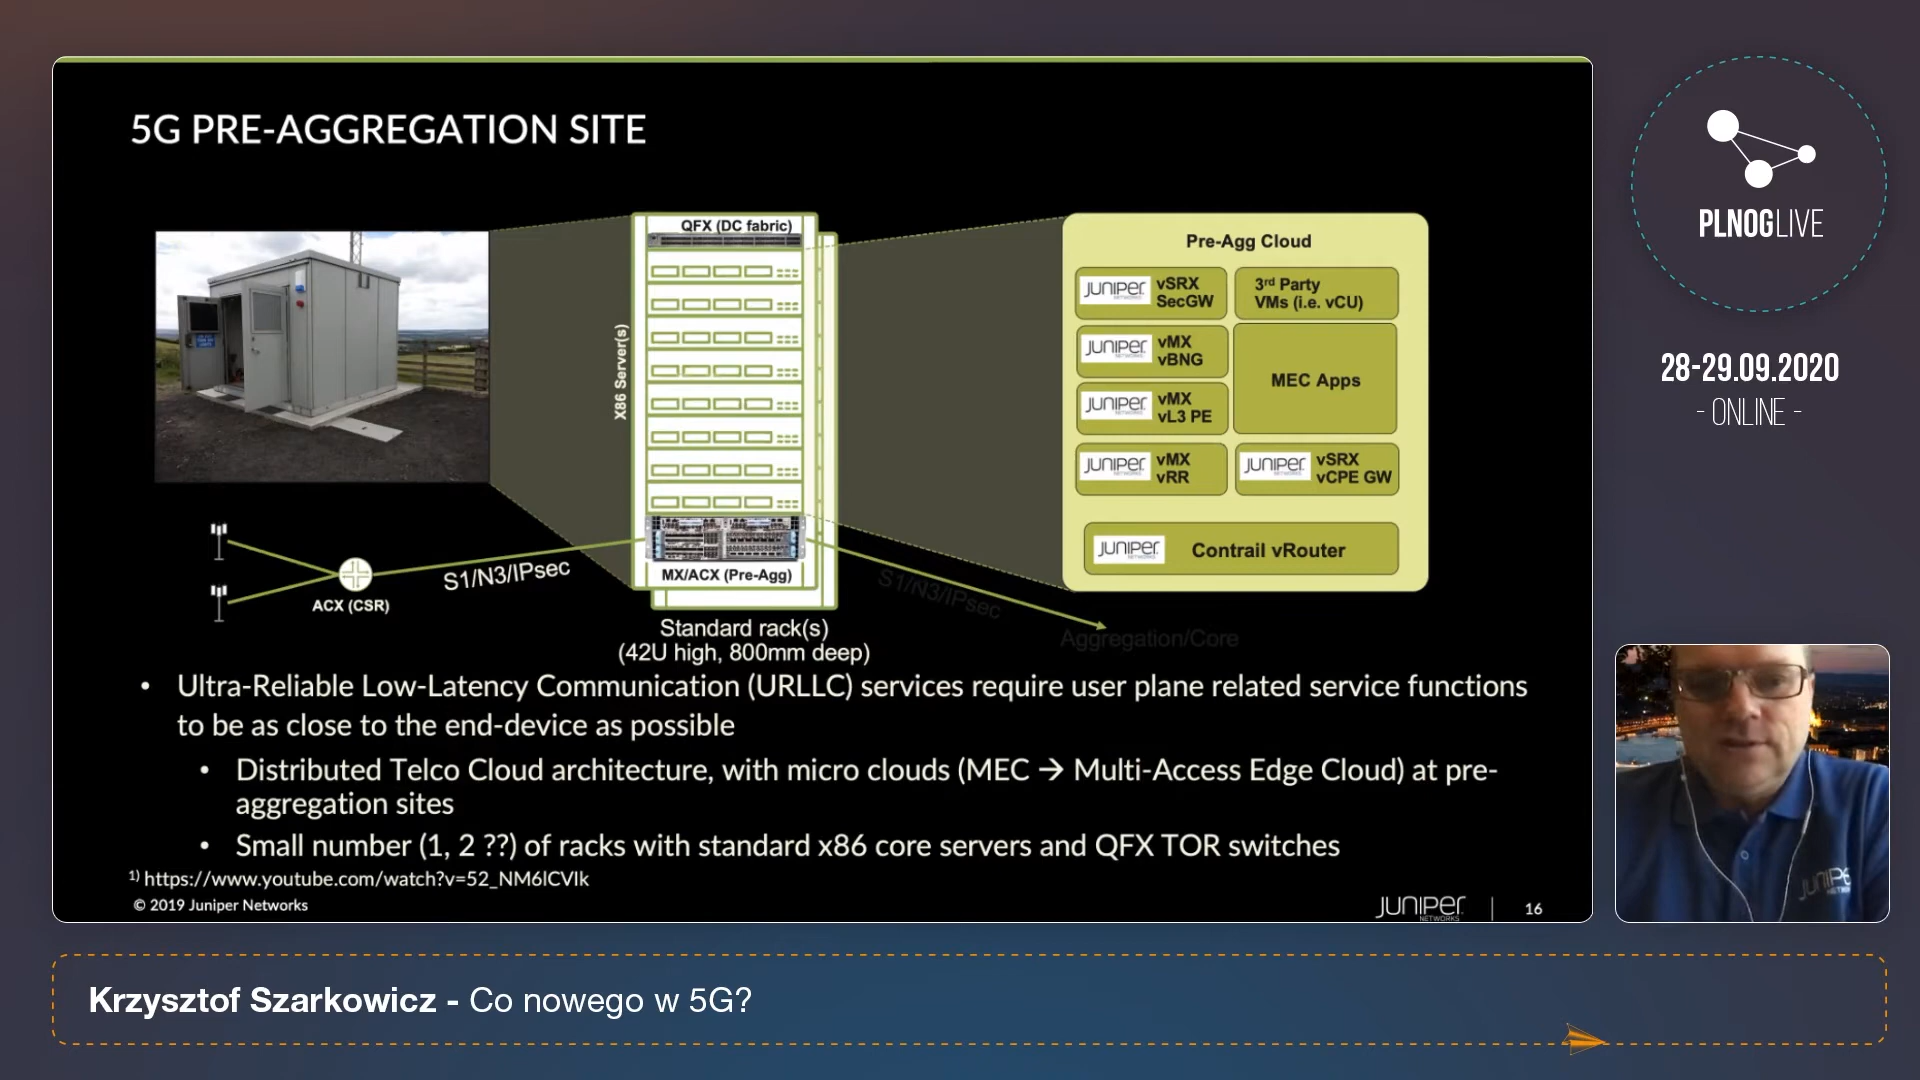 5G PRE-AGGREGATION SITE
QFX (DC fabric)
X86 Server(s)
MX/ACX (Pre-Agg)
Standard rack(s)
(42U high, 800mm deep)
ACX (CSR)
S1/N3/IPsec
S1/N3/IPsec
Aggregation/Core
Pre-Agg Cloud
JUNIPER NETWORKS
vSRX
SecGW
3rd Party
VMs (i.e. vCU)
JUNIPER NETWORKS
vMX
vBNG
MEC Apps
JUNIPER NETWORKS
vMX
vL3 PE
JUNIPER NETWORKS
vMX
vRR
JUNIPER NETWORKS
vSRX
vCPE GW
JUNIPER NETWORKS
Contrail vRouter
• Ultra-Reliable Low-Latency Communication (URLLC) services require user plane related service functions
to be as close to the end-device as possible
• Distributed Telco Cloud architecture, with micro clouds (MEC → Multi-Access Edge Cloud) at pre-
aggregation sites
• Small number (1, 2 ??) of racks with standard x86 core servers and QFX TOR switches
1) https://www.youtube.com/watch?v=52_NM6lCVIk
© 2019 Juniper Networks
JUNIPER NETWORKS | 16
PLNOGLIVE
28-29.09.2020
- ONLINE -
Krzysztof Szarkowicz - Co nowego w 5G?